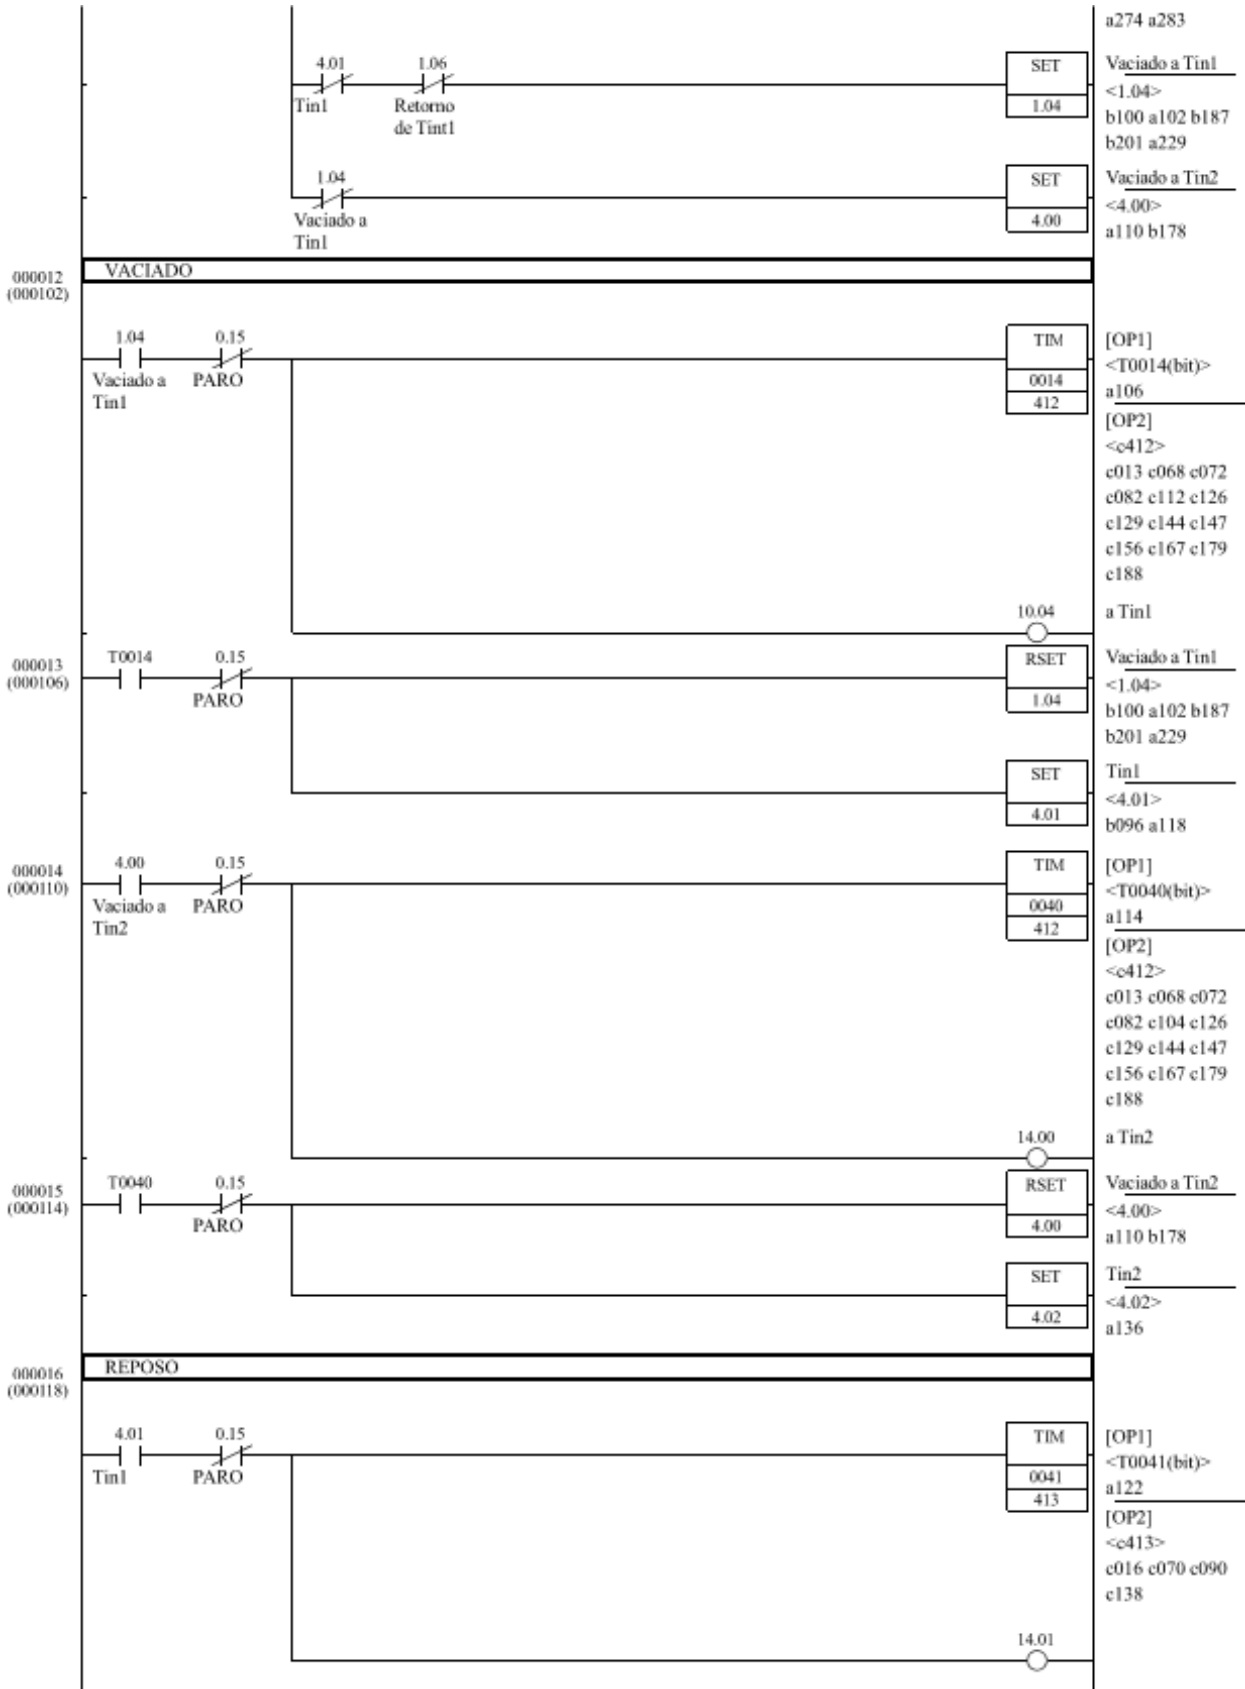 a274 a283
4.01 1.06 SET Vaciado a Tin1
Tin1 Retorno de Tint1 1.04 <1.04>
b100 a102 b187
b201 a229
1.04 SET Vaciado a Tin2
Vaciado a Tin1 4.00 <4.00>
a110 b178
000012 VACIADO
(000102)
1.04 0.15 TIM [OP1]
Vaciado a Tin1 PARO 0014 <T0014(bit)>
412 a106
[OP2]
<c412>
c013 c068 c072
c082 c112 c126
c129 c144 c147
c156 c167 c179
c188
10.04 a Tin1
000013 T0014 0.15 RSET Vaciado a Tin1
(000106) PARO 1.04 <1.04>
b100 a102 b187
b201 a229
SET Tin1
4.01 <4.01>
b096 a118
000014 4.00 0.15 TIM [OP1]
(000110) Vaciado a Tin2 PARO 0040 <T0040(bit)>
412 a114
[OP2]
<c412>
c013 c068 c072
c082 c104 c126
c129 c144 c147
c156 c167 c179
c188
14.00 a Tin2
000015 T0040 0.15 RSET Vaciado a Tin2
(000114) PARO 4.00 <4.00>
a110 b178
SET Tin2
4.02 <4.02>
a136
000016 REPOSO
(000118)
4.01 0.15 TIM [OP1]
Tin1 PARO 0041 <T0041(bit)>
413 a122
[OP2]
<c413>
c016 c070 c090
c138
14.01